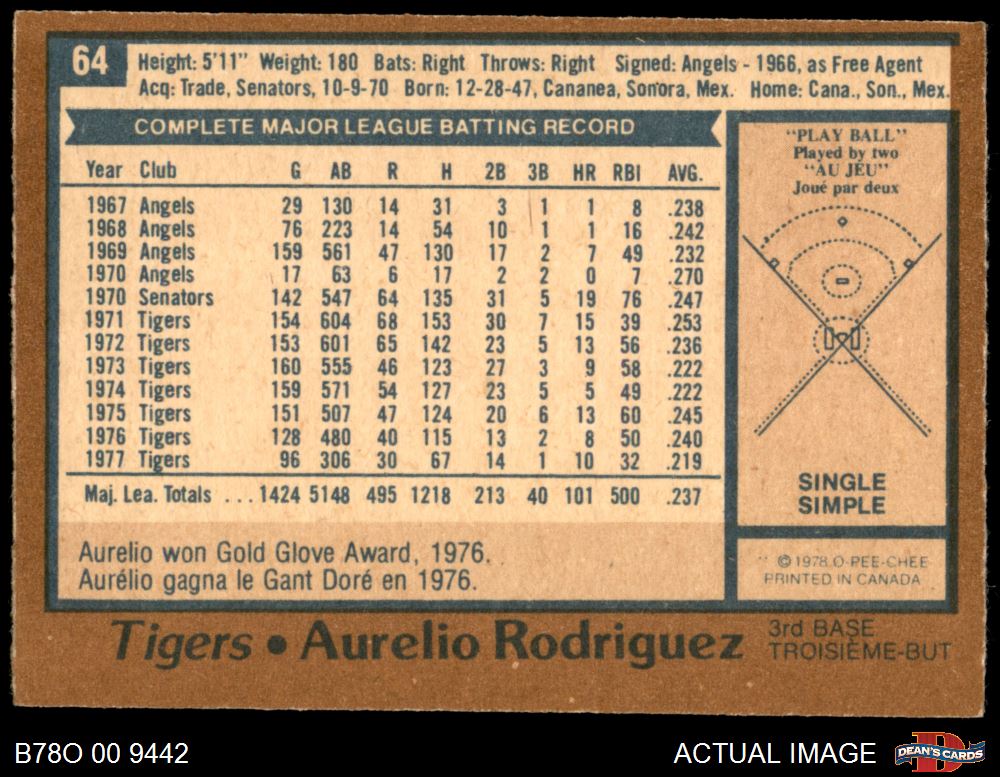 64
Height: 5'11" Weight: 180 Bats: Right Throws: Right Signed: Angels - 1966, as Free Agent
Acq: Trade, Senators, 10-9-70 Born: 12-28-47, Cananea, Sonora, Mex. Home: Cana., Son., Mex.
COMPLETE MAJOR LEAGUE BATTING RECORD
Year Club G AB R H 2B 3B HR RBI AVG.
1967 Angels 29 130 14 31 3 1 1 8 .238
1968 Angels 76 223 14 54 10 1 1 16 .242
1969 Angels 159 561 47 130 17 2 7 49 .232
1970 Angels 17 63 6 17 2 2 0 7 .270
1970 Senators 142 547 64 135 31 5 19 76 .247
1971 Tigers 154 604 68 153 30 7 15 39 .253
1972 Tigers 153 601 65 142 23 5 13 56 .236
1973 Tigers 160 555 46 123 27 3 9 58 .222
1974 Tigers 159 571 54 127 23 5 5 49 .222
1975 Tigers 151 507 47 124 20 6 13 60 .245
1976 Tigers 128 480 40 115 13 2 8 50 .240
1977 Tigers 96 306 30 67 14 1 10 32 .219
Maj. Lea. Totals ... 1424 5148 495 1218 213 40 101 500 .237
Aurelio won Gold Glove Award, 1976.
Aurélio gagna le Gant Doré en 1976.
"PLAY BALL"
Played by two
"AU JEU"
Joué par deux
SINGLE
SIMPLE
©1978 O-PEE-CHEE
PRINTED IN CANADA
Tigers • Aurelio Rodriguez
3rd BASE
TROISIÈME-BUT
B78O 00 9442
ACTUAL IMAGE
DEAN'S CARDS